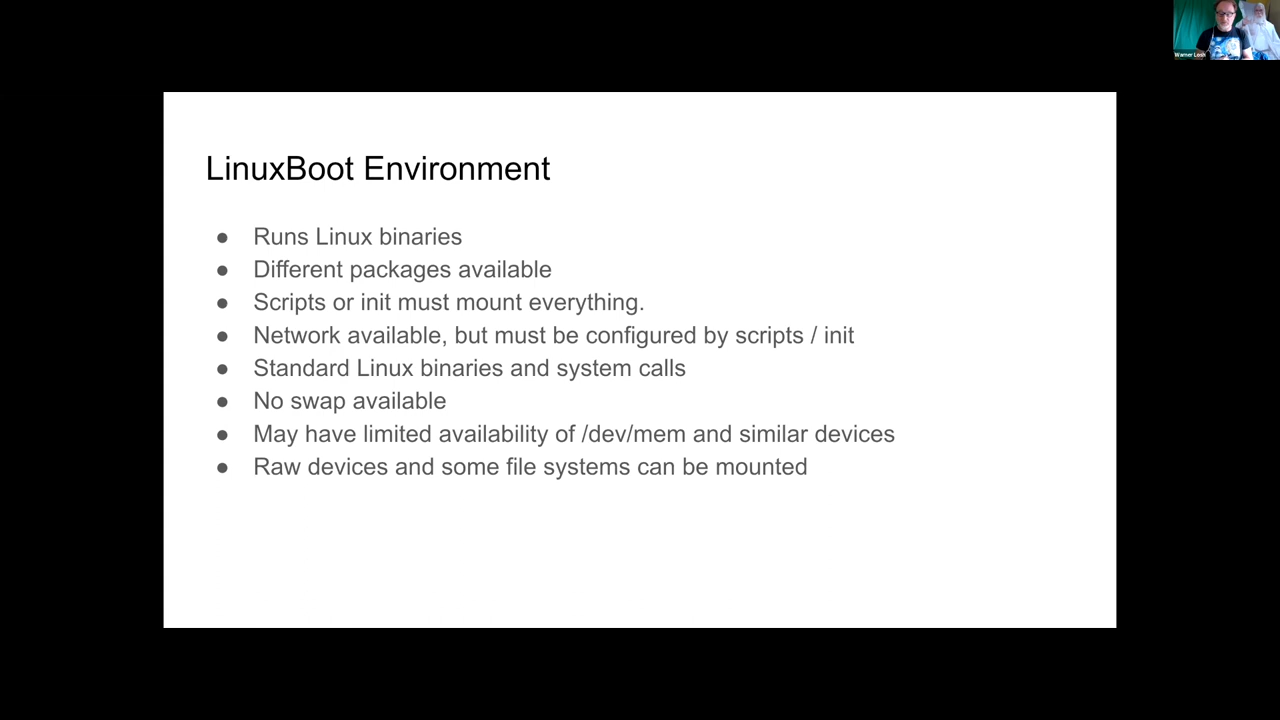 Warner Losh
LinuxBoot Environment
● Runs Linux binaries
● Different packages available
● Scripts or init must mount everything.
● Network available, but must be configured by scripts / init
● Standard Linux binaries and system calls
● No swap available
● May have limited availability of /dev/mem and similar devices
● Raw devices and some file systems can be mounted